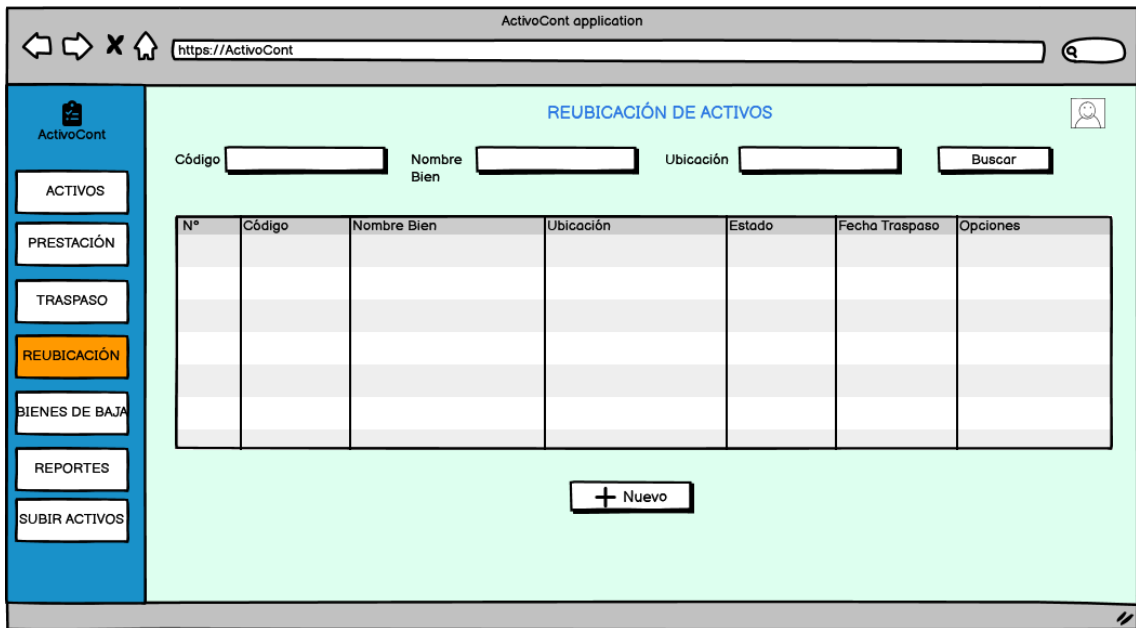 ActivoCont application
https://ActivoCont
ActivoCont
ACTIVOS
PRESTACIÓN
TRASPASO
REUBICACIÓN
BIENES DE BAJA
REPORTES
SUBIR ACTIVOS
REUBICACIÓN DE ACTIVOS
Código
Nombre
Bien
Ubicación
Buscar
N° Código Nombre Bien Ubicación Estado Fecha Traspaso Opciones
Nuevo